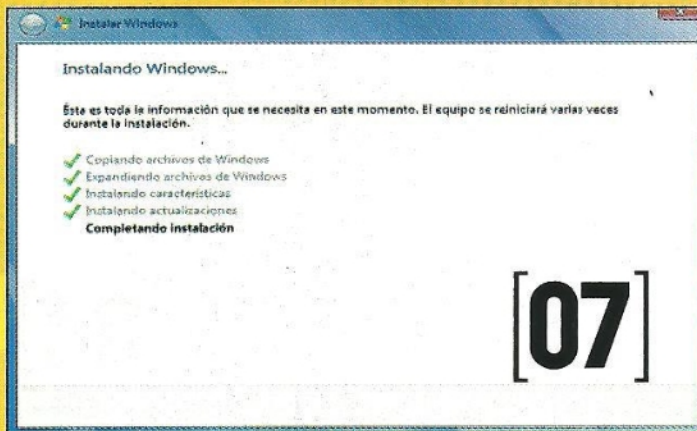 Instalar Windows
Instalando Windows...
Ésta es toda la información que se necesita en este momento. El equipo se reiniciará varias veces
durante la instalación.
Copiando archivos de Windows
Expandiendo archivos de Windows
Instalando características
Instalando actualizaciones
Completando instalación
[07]